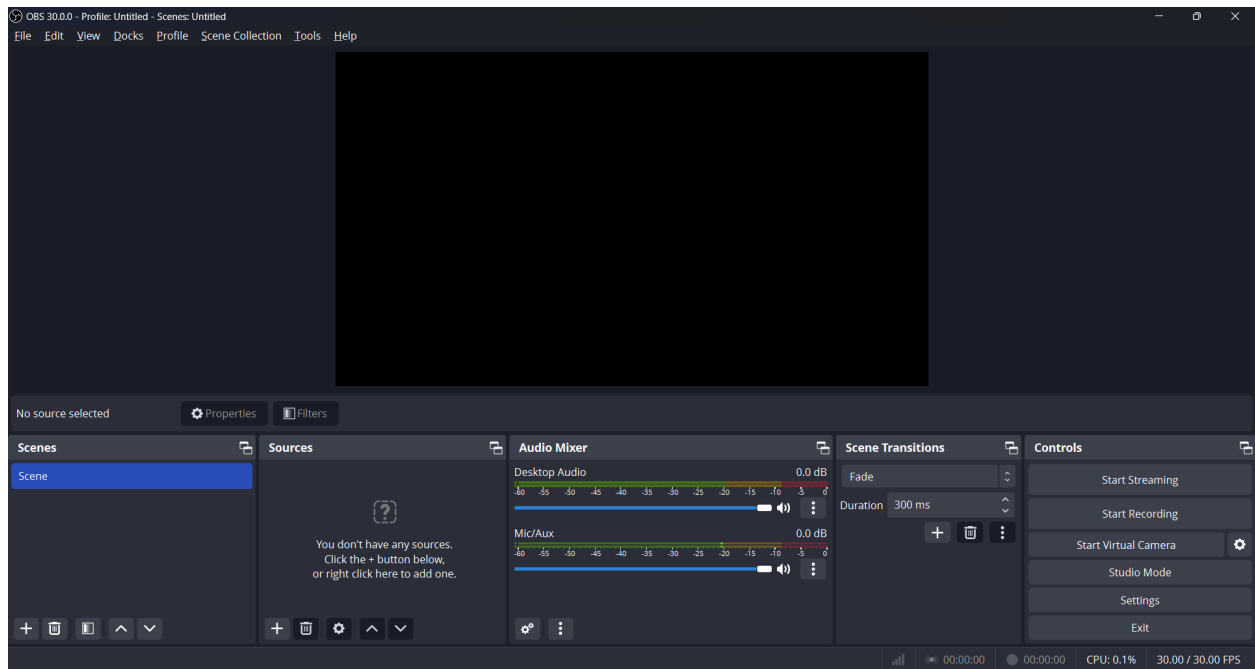 OBS 30.0.0 - Profile: Untitled - Scenes: Untitled
File Edit View Docks Profile Scene Collection Tools Help
No source selected Properties Filters
Scenes
Scene
Sources
You don't have any sources.
Click the + button below,
or right click here to add one.
Audio Mixer
Desktop Audio 0.0 dB
-60 -55 -50 -45 -40 -35 -30 -25 -20 -15 -10 -5 0
Mic/Aux 0.0 dB
-60 -55 -50 -45 -40 -35 -30 -25 -20 -15 -10 -5 0
Scene Transitions
Fade
Duration 300 ms
Controls
Start Streaming
Start Recording
Start Virtual Camera
Studio Mode
Settings
Exit
00:00:00 00:00:00 CPU: 0.1% 30.00 / 30.00 FPS